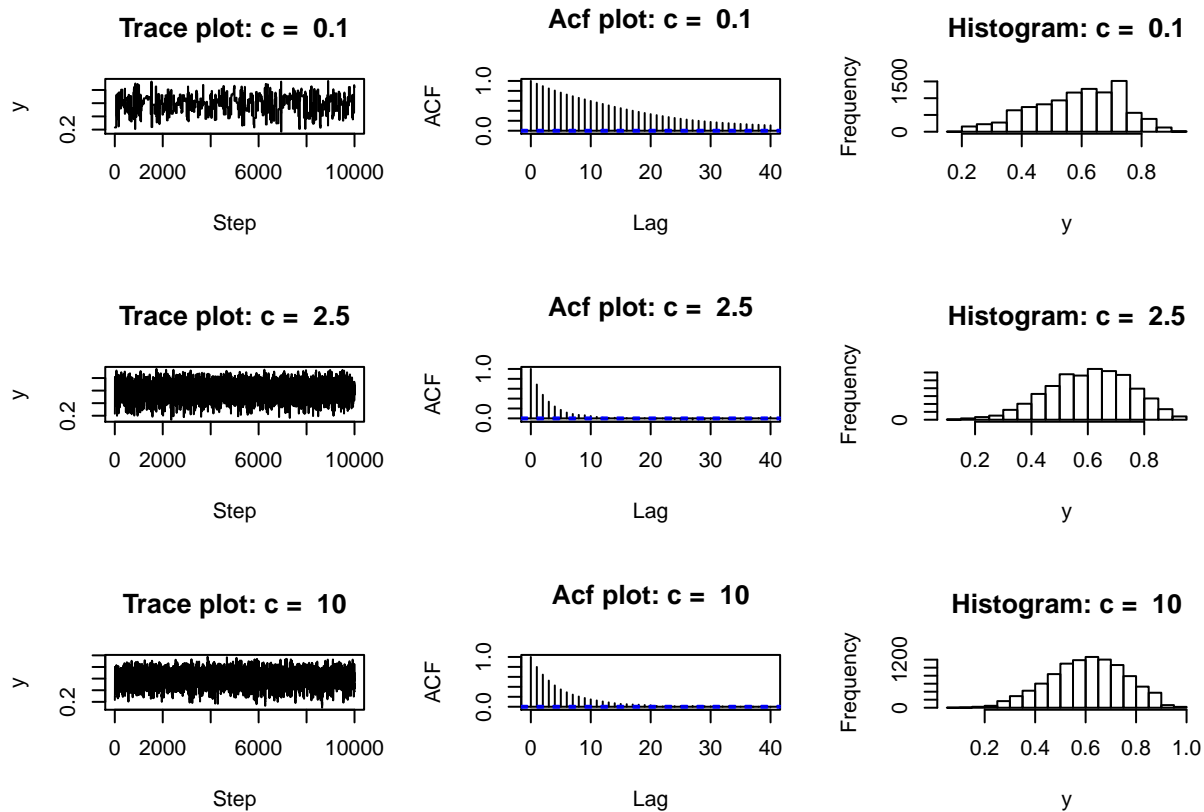 Trace plot: c = 0.1
y
0.2
0 2000 6000 10000
Step
Acf plot: c = 0.1
ACF
0.0 1.0
0 10 20 30 40
Lag
Histogram: c = 0.1
Frequency
0 1500
0.2 0.4 0.6 0.8
y
Trace plot: c = 2.5
y
0.2
0 2000 6000 10000
Step
Acf plot: c = 2.5
ACF
0.0 1.0
0 10 20 30 40
Lag
Histogram: c = 2.5
Frequency
0
0.2 0.4 0.6 0.8
y
Trace plot: c = 10
y
0.2
0 2000 6000 10000
Step
Acf plot: c = 10
ACF
0.0 1.0
0 10 20 30 40
Lag
Histogram: c = 10
Frequency
0 1200
0.2 0.4 0.6 0.8 1.0
y